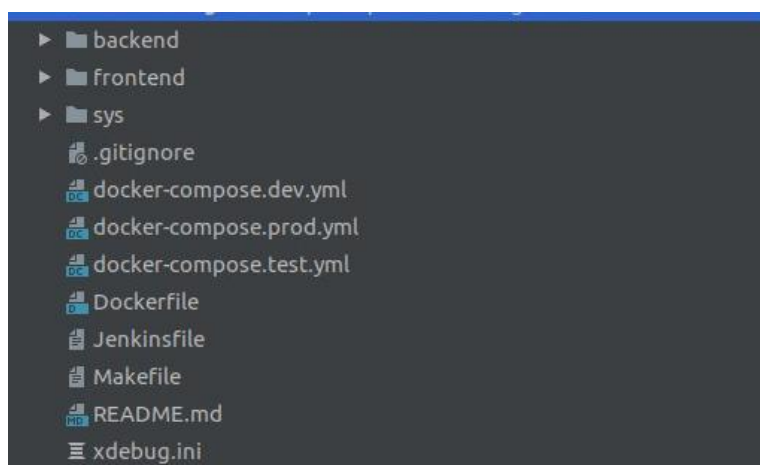 backend
frontend
sys
.gitignore
docker-compose.dev.yml
docker-compose.prod.yml
docker-compose.test.yml
Dockerfile
Jenkinsfile
Makefile
README.md
xdebug.ini